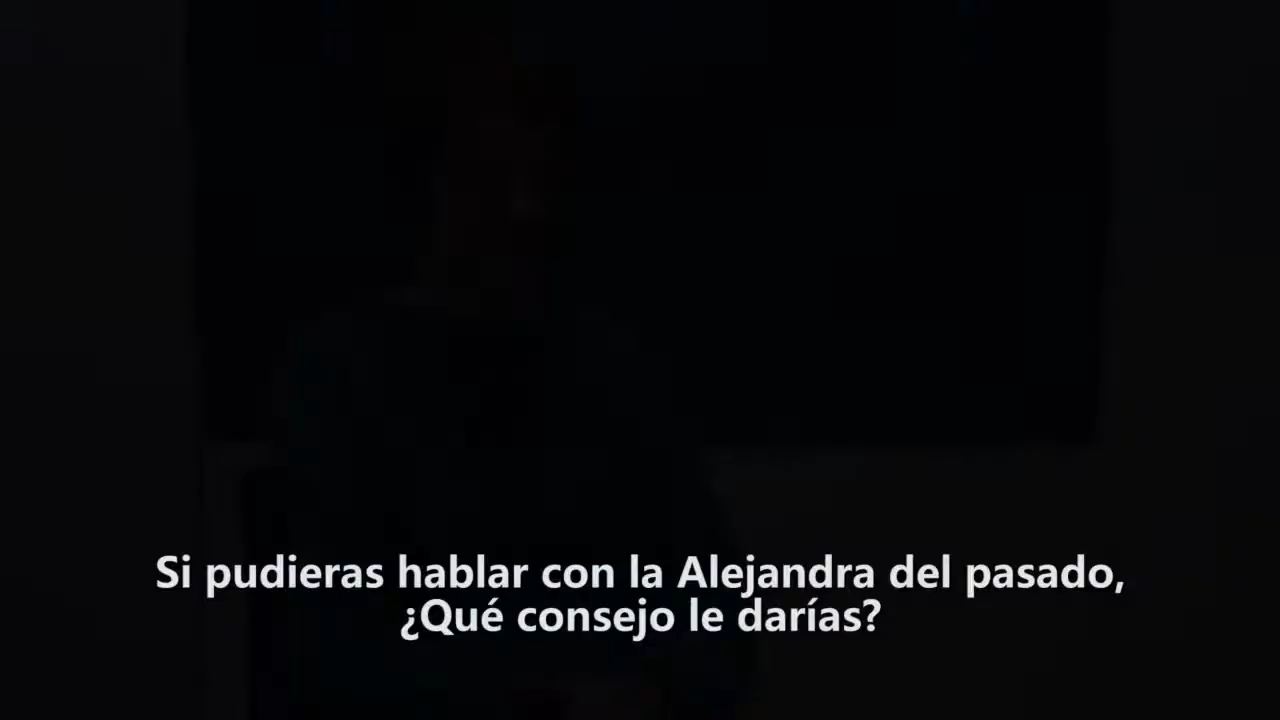 Si pudieras hablar con la Alejandra del pasado,
¿Qué consejo le darías?